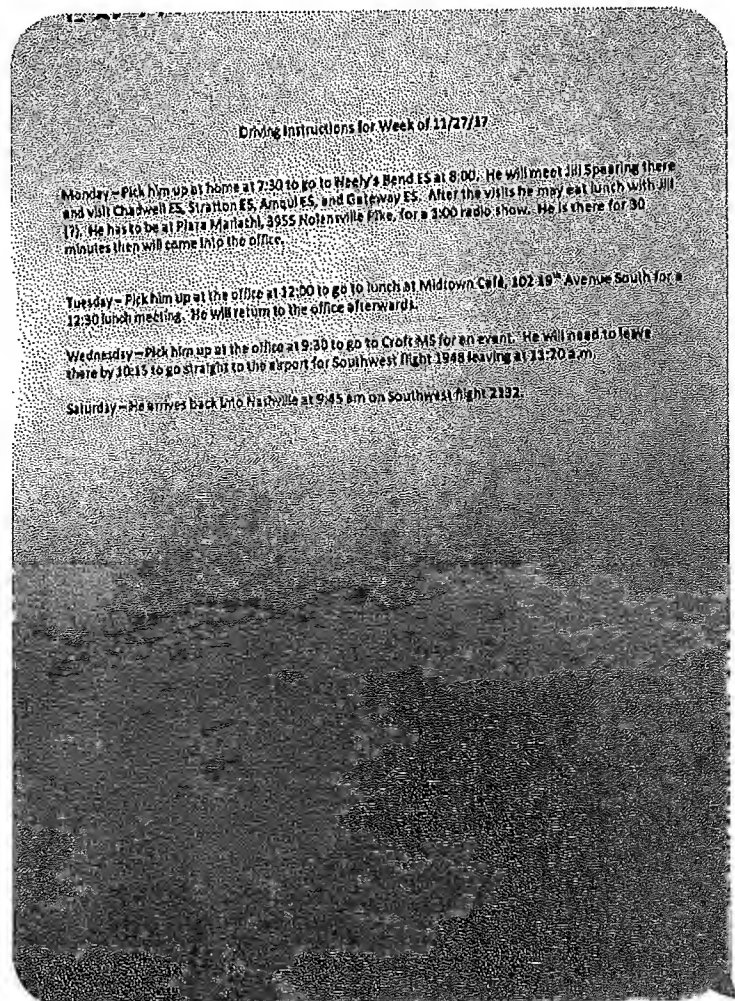 Driving Instructions for Week of 11/27/17
Monday – Pick him up at home at 7:30 to go to Neely's Bend ES at 8:00. He will meet Jill Spearing there
and visit Chadwell ES, Stratton ES, Amqui ES, and Gateway ES. After the visits he may eat lunch with Jill
(?). He has to be at Plaza Mariachi, 3955 Nolensville Pike, for a 1:00 radio show. He is there for 30
minutes then will come into the office.
Tuesday – Pick him up at the office at 12:00 to go to lunch at Midtown Café, 102 19th Avenue South for a
12:30 lunch meeting. He will return to the office afterwards.
Wednesday – Pick him up at the office at 9:30 to go to Croft MS for an event. He will need to leave
there by 10:15 to go straight to the airport for Southwest flight 1948 leaving at 11:20 a.m.
Saturday – He arrives back into Nashville at 9:45 am on Southwest flight 2132.